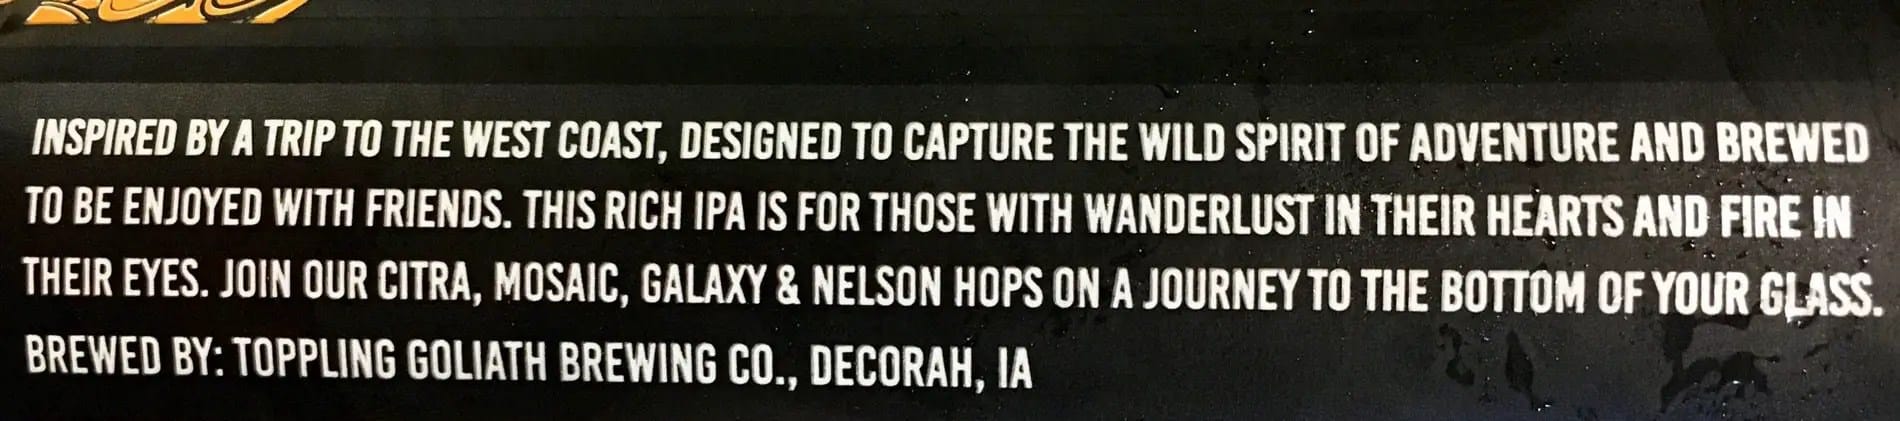 INSPIRED BY A TRIP TO THE WEST COAST, DESIGNED TO CAPTURE THE WILD SPIRIT OF ADVENTURE AND BREWED
TO BE ENJOYED WITH FRIENDS. THIS RICH IPA IS FOR THOSE WITH WANDERLUST IN THEIR HEARTS AND FIRE IN
THEIR EYES. JOIN OUR CITRA, MOSAIC, GALAXY & NELSON HOPS ON A JOURNEY TO THE BOTTOM OF YOUR GLASS.
BREWED BY: TOPPLING GOLIATH BREWING CO., DECORAH, IA